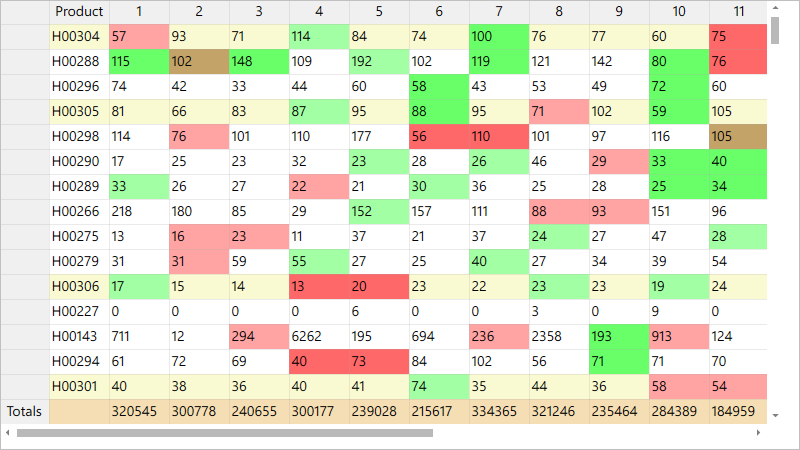 Product 1 2 3 4 5 6 7 8 9 10 11
H00304 57 93 71 114 84 74 100 76 77 60 75
H00288 115 102 148 109 192 102 119 121 142 80 76
H00296 74 42 33 44 60 58 43 53 49 72 60
H00305 81 66 83 87 95 88 95 71 102 59 105
H00298 114 76 101 110 177 56 110 101 97 116 105
H00290 17 25 23 32 23 28 26 46 29 33 40
H00289 33 26 27 22 21 30 36 25 28 25 34
H00266 218 180 85 29 152 157 111 88 93 151 96
H00275 13 16 23 11 37 21 37 24 27 47 28
H00279 31 31 59 55 27 25 40 27 34 39 54
H00306 17 15 14 13 20 23 22 23 23 19 24
H00227 0 0 0 0 6 0 0 3 0 9 0
H00143 711 12 294 6262 195 694 236 2358 193 913 124
H00294 61 72 69 40 73 84 102 56 71 71 70
H00301 40 38 36 40 41 74 35 44 36 58 54
Totals 320545 300778 240655 300177 239028 215617 334365 321246 235464 284389 184959